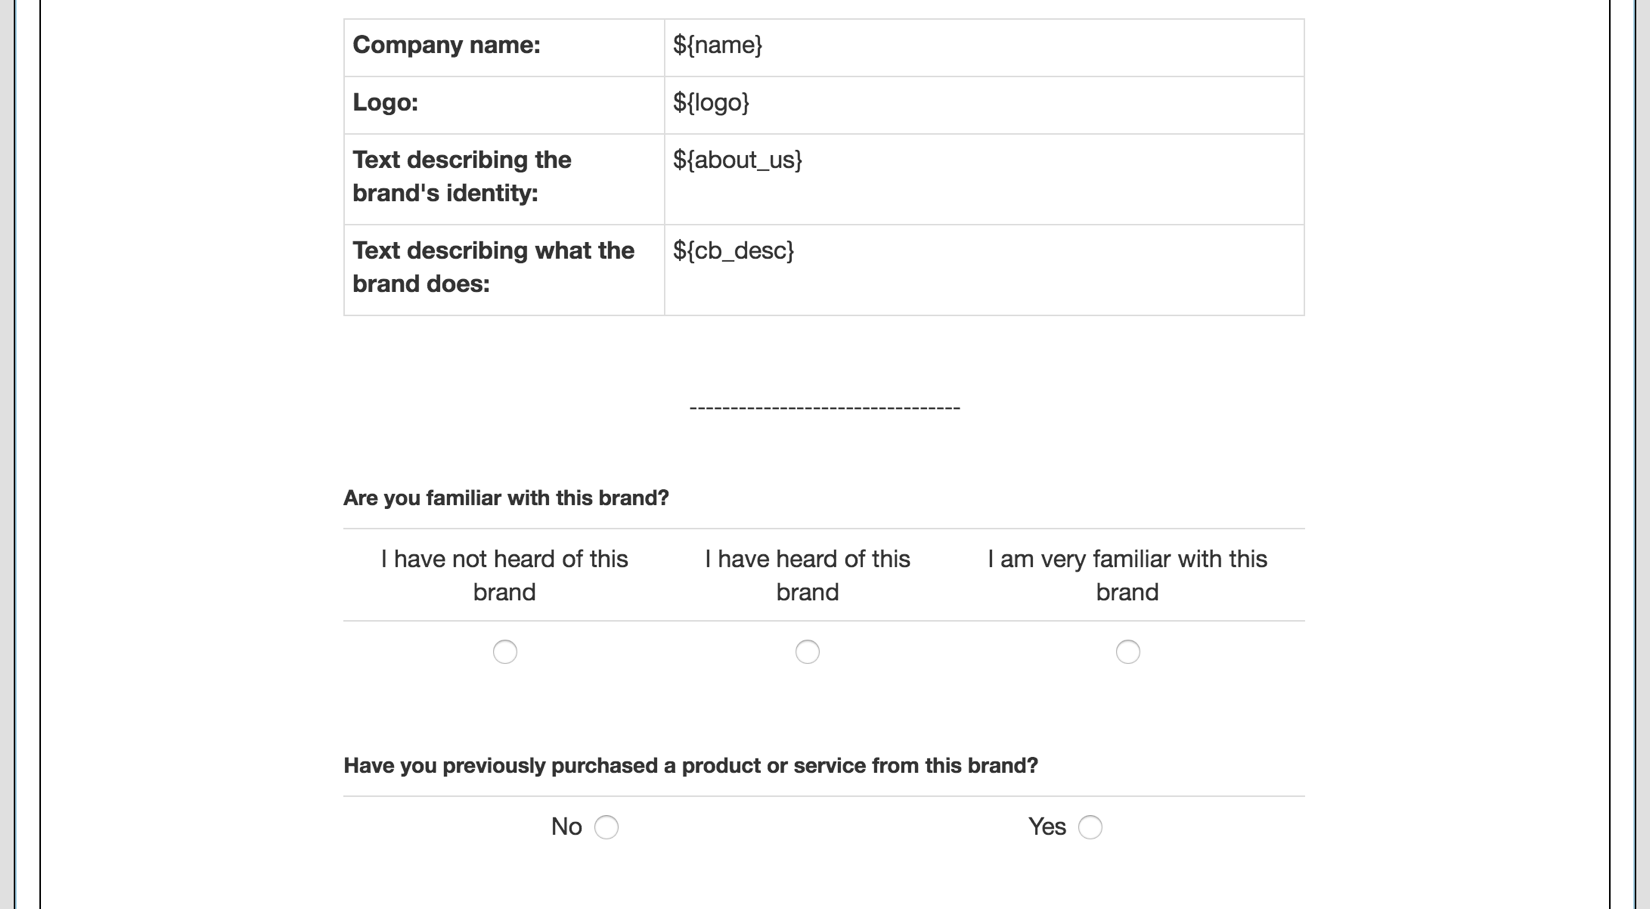 Company name: ${name}
Logo: ${logo}
Text describing the ${about_us}
brand's identity:
Text describing what the ${cb_desc}
brand does:
---------------------------------
Are you familiar with this brand?
I have not heard of this I have heard of this I am very familiar with this
brand brand brand
Have you previously purchased a product or service from this brand?
No Yes